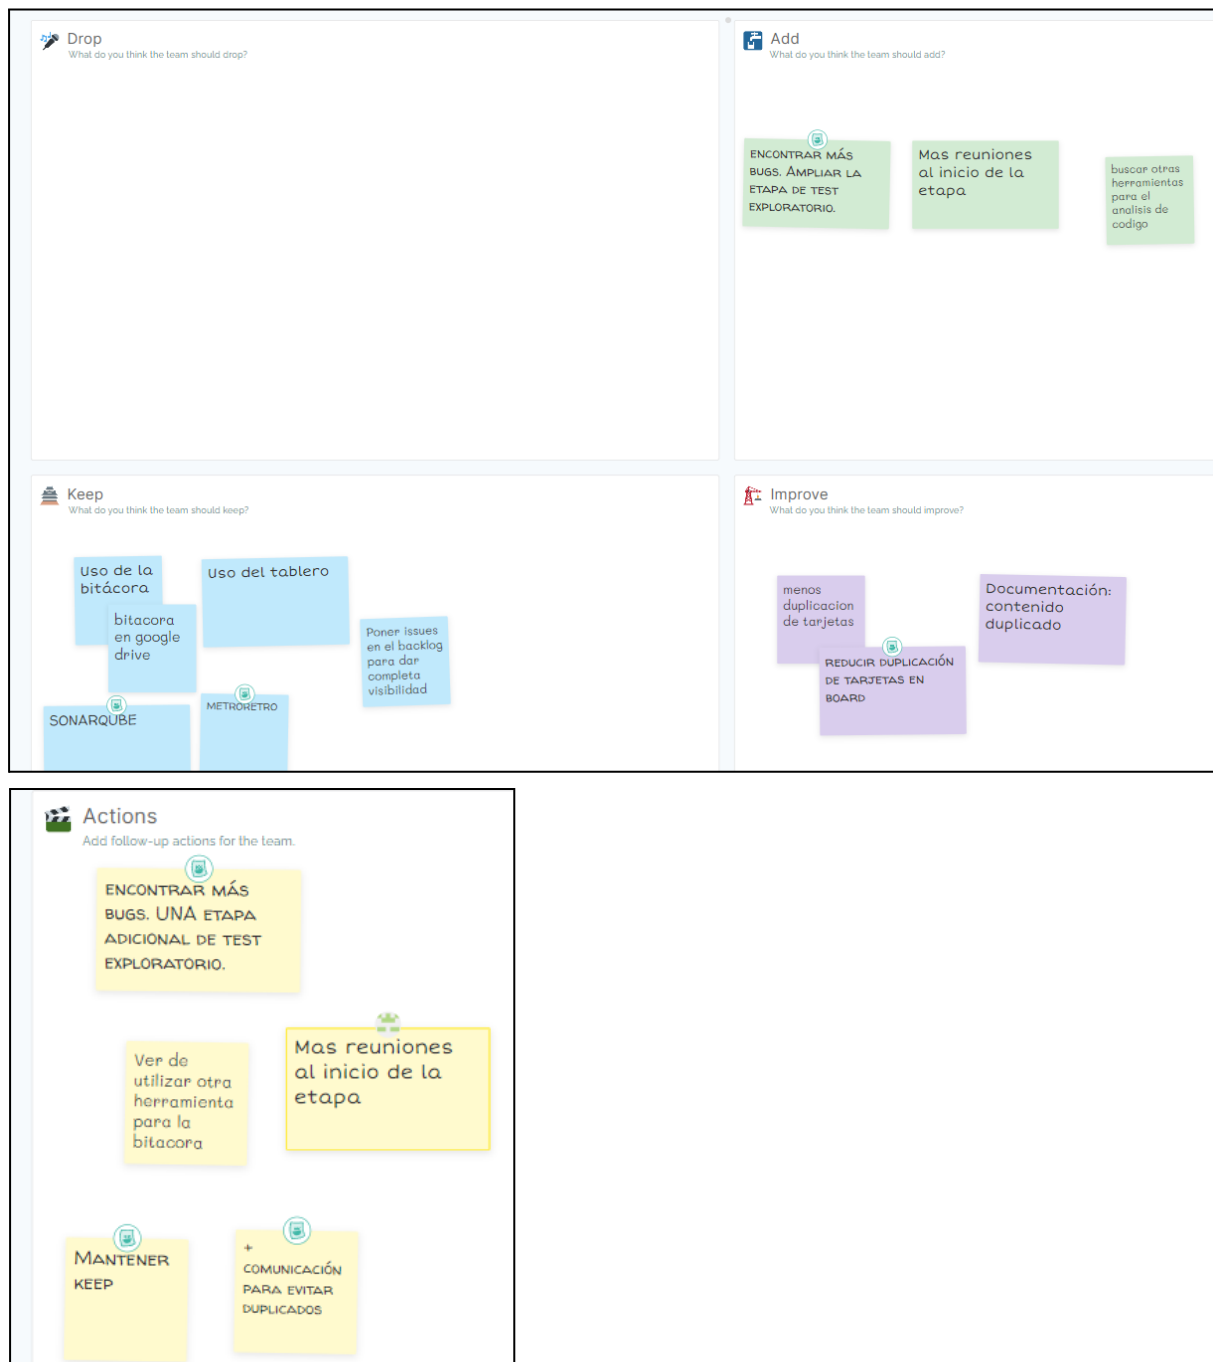 Drop
What do you think the team should drop?
Add
What do you think the team should add?
ENCONTRAR MÁS
BUGS. AMPLIAR LA
ETAPA DE TEST
EXPLORATORIO.
Mas reuniones
al inicio de la
etapa
buscar otras
herramientas
para el
analisis de
codigo
Keep
What do you think the team should keep?
Uso de la
bitácora
bitacora
en google
drive
Uso del tablero
Poner issues
en el backlog
para dar
completa
visibilidad
SONARQUBE
METRORETRO
Improve
What do you think the team should improve?
menos
duplicacion
de tarjetas
REDUCIR DUPLICACIÓN
DE TARJETAS EN
BOARD
Documentación:
contenido
duplicado
Actions
Add follow-up actions for the team.
ENCONTRAR MÁS
BUGS. UNA ETAPA
ADICIONAL DE TEST
EXPLORATORIO.
Ver de
utilizar otra
herramienta
para la
bitacora
Mas reuniones
al inicio de la
etapa
MANTENER
KEEP
+
COMUNICACIÓN
PARA EVITAR
DUPLICADOS